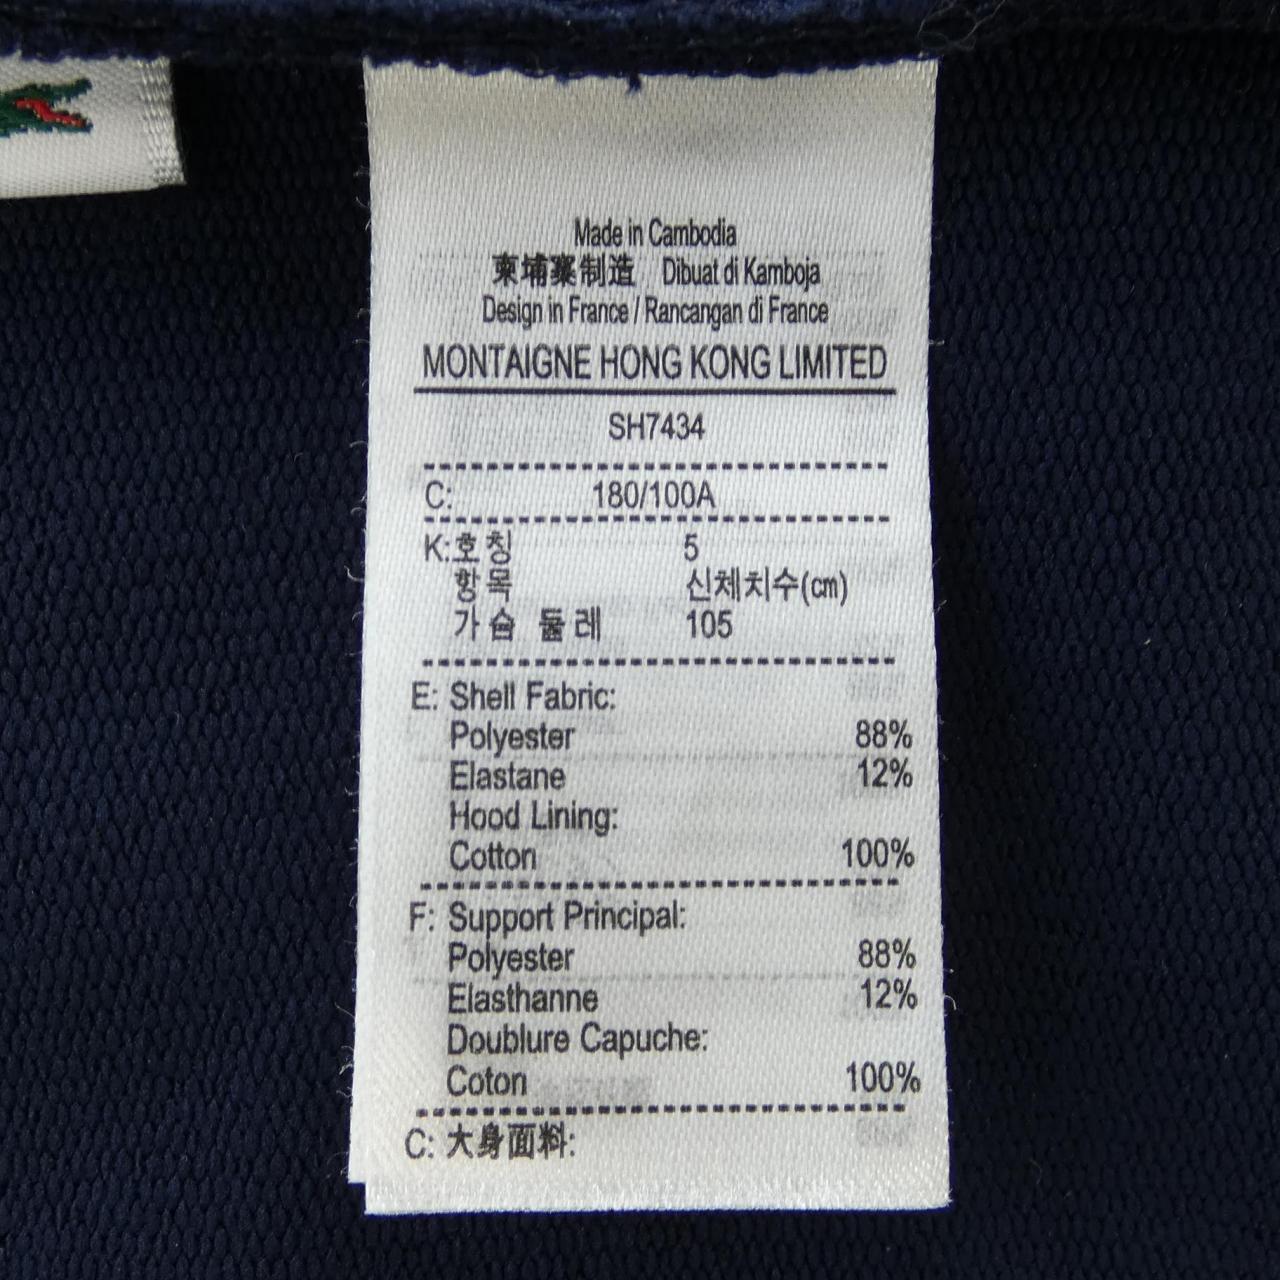 Made in Cambodia
柬埔寨制造 Dibuat di Kamboja
Design in France / Rancangan di France
MONTAIGNE HONG KONG LIMITED
SH7434
C: 180/100A
K:호칭 5
항목 신체치수(㎝)
가슴 둘레 105
E: Shell Fabric:
Polyester 88%
Elastane 12%
Hood Lining:
Cotton 100%
F: Support Principal:
Polyester 88%
Elasthanne 12%
Doublure Capuche:
Coton 100%
C: 大身面料: